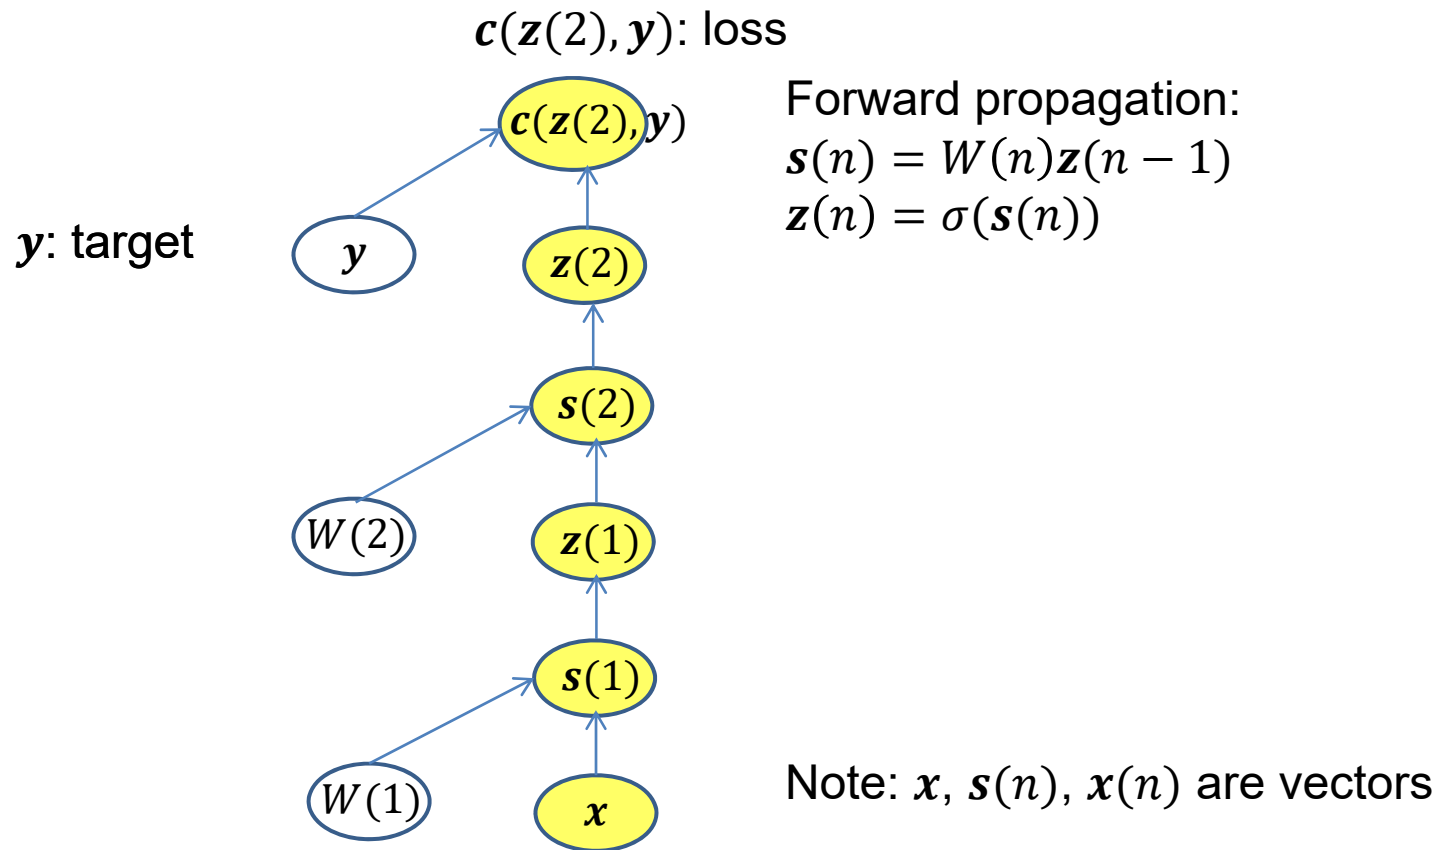 c(z(2), y): loss
c(z(2), y)
Forward propagation:
s(n) = W(n)z(n − 1)
z(n) = σ(s(n))
y: target
y
z(2)
s(2)
W(2)
z(1)
s(1)
W(1)
x
Note: x, s(n), x(n) are vectors